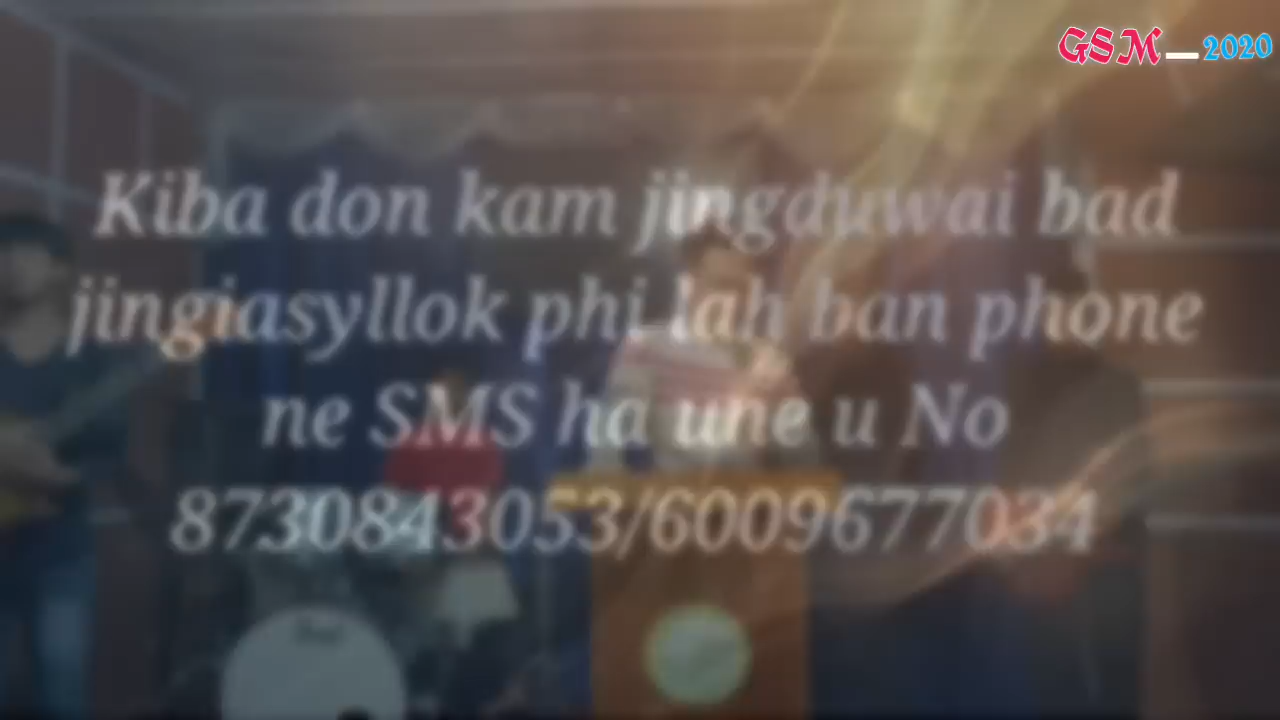 GSM_2020
Kiba don kam jingduwai bad
jingiasyllok phi lah ban phone
ne SMS ha une u No
8730843053/6009677034